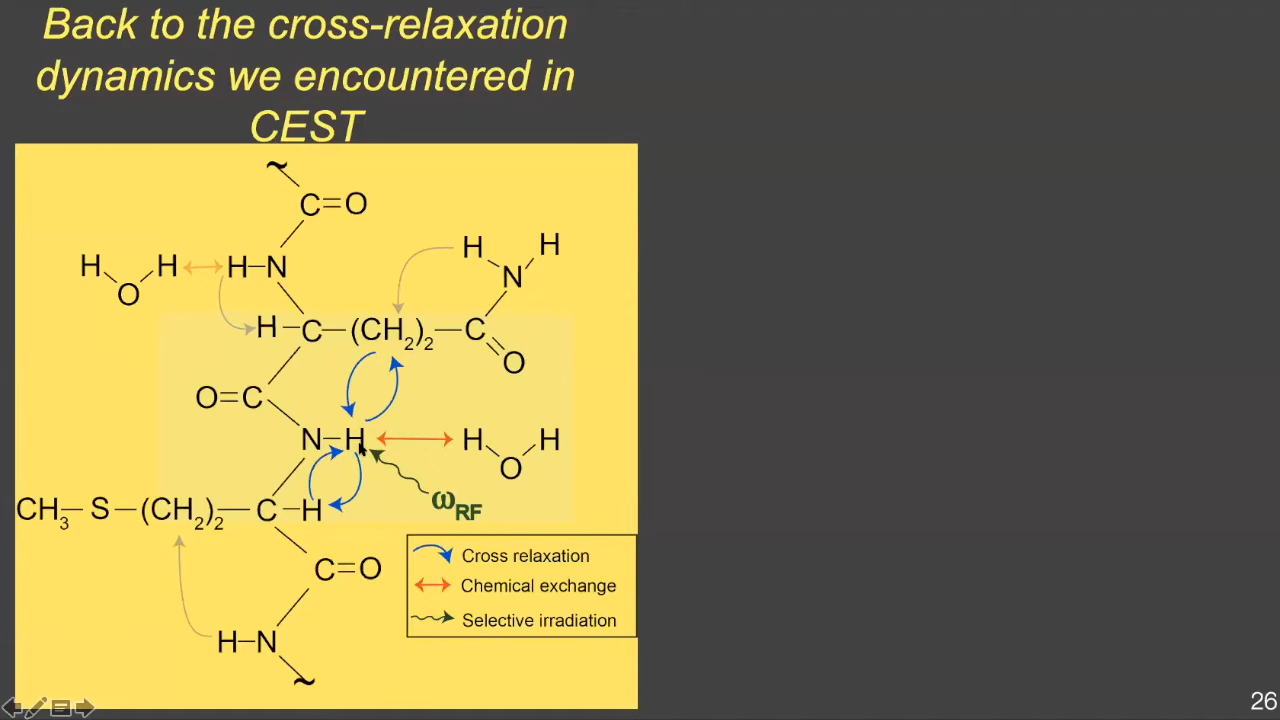 Back to the cross-relaxation
dynamics we encountered in
CEST
~
C=O
H O H
H–N
H H
N
H–C–(CH2)2–C
O
O=C
N–H
H O H
ωRF
CH3–S–(CH2)2–C–H
Cross relaxation
C=O
Chemical exchange
Selective irradiation
H–N
~
26